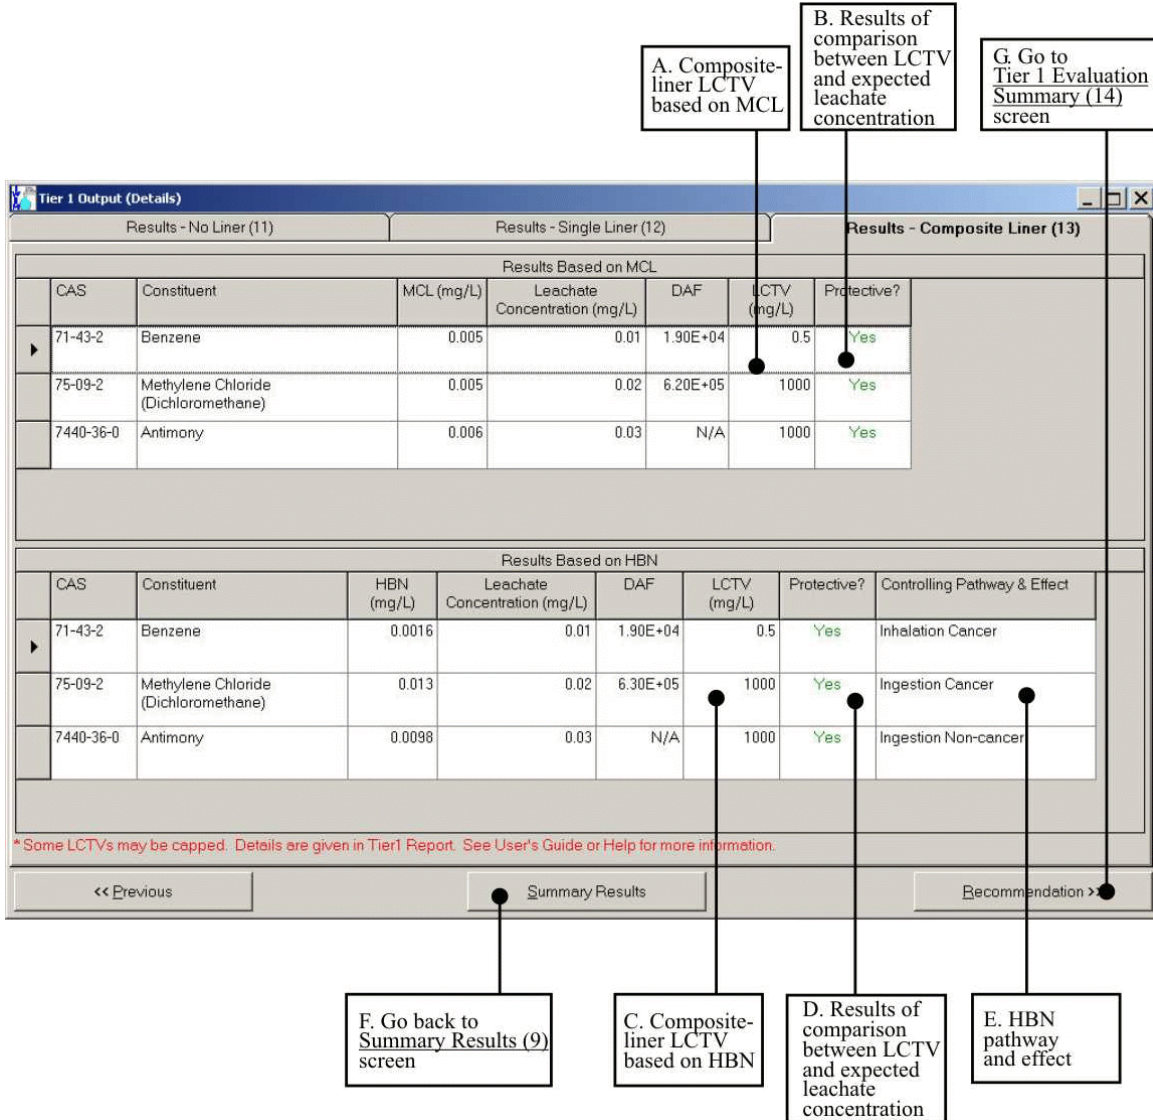 A. Composite-
liner LCTV
based on MCL
B. Results of
comparison
between LCTV
and expected
leachate
concentration
G. Go to
Tier 1 Evaluation
Summary (14)
screen
Tier 1 Output (Details)
Results - No Liner (11) Results - Single Liner (12) Results - Composite Liner (13)
Results Based on MCL
CAS Constituent MCL (mg/L) Leachate Concentration (mg/L) DAF LCTV (mg/L) Protective?
71-43-2 Benzene 0.005 0.01 1.90E+04 0.5 Yes
75-09-2 Methylene Chloride 0.005 0.02 6.20E+05 1000 Yes
(Dichloromethane)
7440-36-0 Antimony 0.006 0.03 N/A 1000 Yes
Results Based on HBN
CAS Constituent HBN (mg/L) Leachate Concentration (mg/L) DAF LCTV (mg/L) Protective? Controlling Pathway & Effect
71-43-2 Benzene 0.0016 0.01 1.90E+04 0.5 Yes Inhalation Cancer
75-09-2 Methylene Chloride 0.013 0.02 6.30E+05 1000 Yes Ingestion Cancer
(Dichloromethane)
7440-36-0 Antimony 0.0098 0.03 N/A 1000 Yes Ingestion Non-cancer
* Some LCTVs may be capped. Details are given in Tier1 Report. See User's Guide or Help for more information.
<< Previous Summary Results Recommendation >>
F. Go back to
Summary Results (9)
screen
C. Composite-
liner LCTV
based on HBN
D. Results of
comparison
between LCTV
and expected
leachate
concentration
E. HBN
pathway
and effect